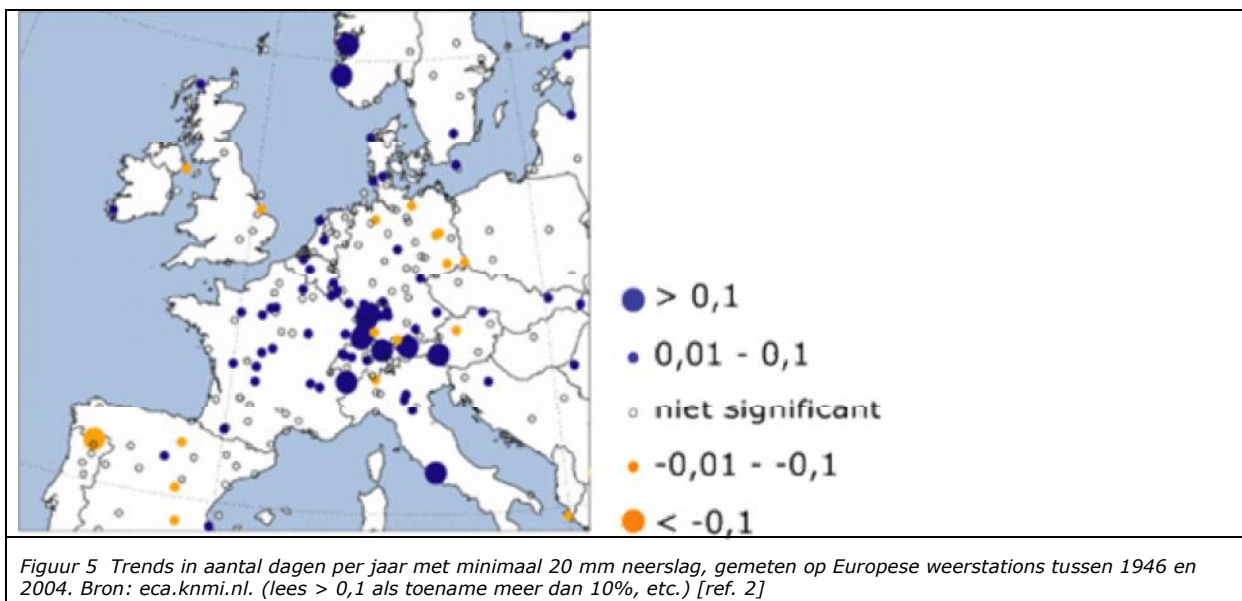 > 0,1
0,01 - 0,1
niet significant
-0,01 - -0,1
< -0,1
Figuur 5 Trends in aantal dagen per jaar met minimaal 20 mm neerslag, gemeten op Europese weerstations tussen 1946 en
2004. Bron: eca.knmi.nl. (lees > 0,1 als toename meer dan 10%, etc.) [ref. 2]